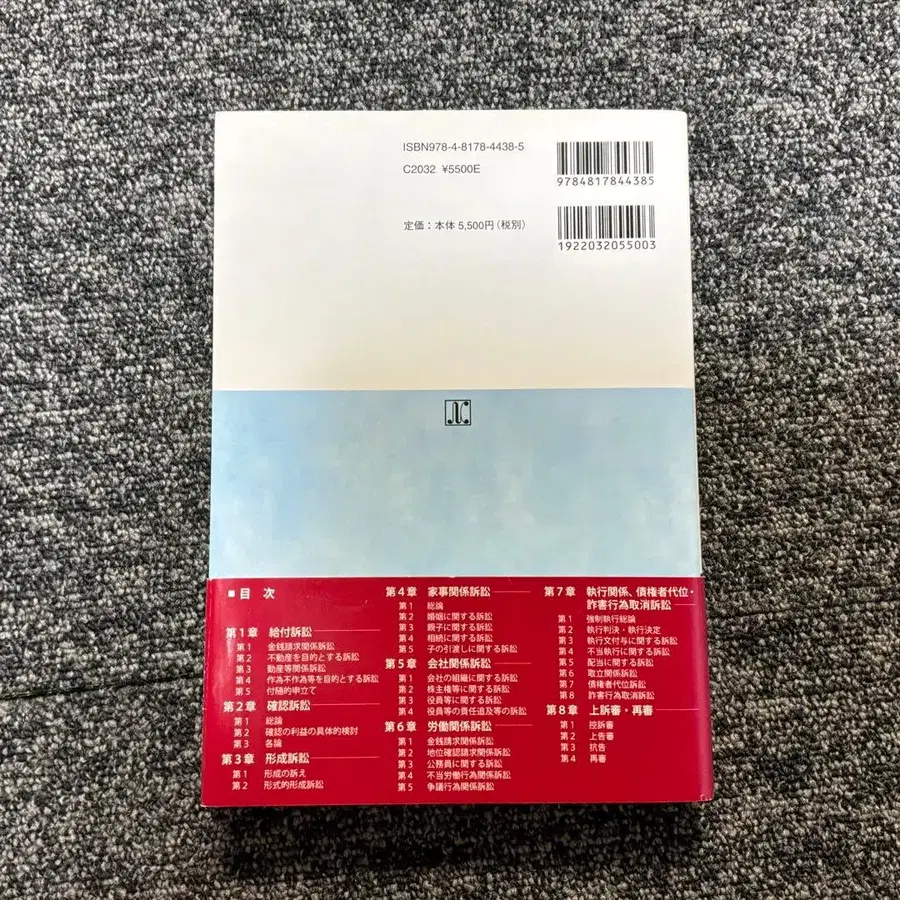 ISBN978-4-8178-4438-5
C2032 ¥5500E
定価：本体 5,500円（税別）
9784817844385
1922032055003
■目 次
第1章 給付訴訟
第1 金銭請求関係訴訟
第2 不動産を目的とする訴訟
第3 動産等関係訴訟
第4 作為不作為等を目的とする訴訟
第5 付随的申立て
第2章 確認訴訟
第1 総論
第2 確認の利益の具体的検討
第3 各論
第3章 形成訴訟
第1 形成の訴え
第2 形式的形成訴訟
第4章 家事関係訴訟
第1 総論
第2 婚姻に関する訴訟
第3 親子に関する訴訟
第4 相続に関する訴訟
第5 子の引渡しに関する訴訟
第5章 会社関係訴訟
第1 会社の組織に関する訴訟
第2 株主権等に関する訴訟
第3 役員等に関する訴訟
第4 役員等の責任追及等の訴訟
第6章 労働関係訴訟
第1 金銭請求関係訴訟
第2 地位確認請求関係訴訟
第3 公務員に関する訴訟
第4 不当労働行為関係訴訟
第5 争議行為関係訴訟
第7章 執行関係、債権者代位・
詐害行為取消訴訟
第1 強制執行総論
第2 執行判決・執行決定
第3 執行文付与に関する訴訟
第4 不当執行に関する訴訟
第5 配当に関する訴訟
第6 取立関係訴訟
第7 債権者代位訴訟
第8 詐害行為取消訴訟
第8章 上訴審・再審
第1 控訴審
第2 上告審
第3 抗告
第4 再審